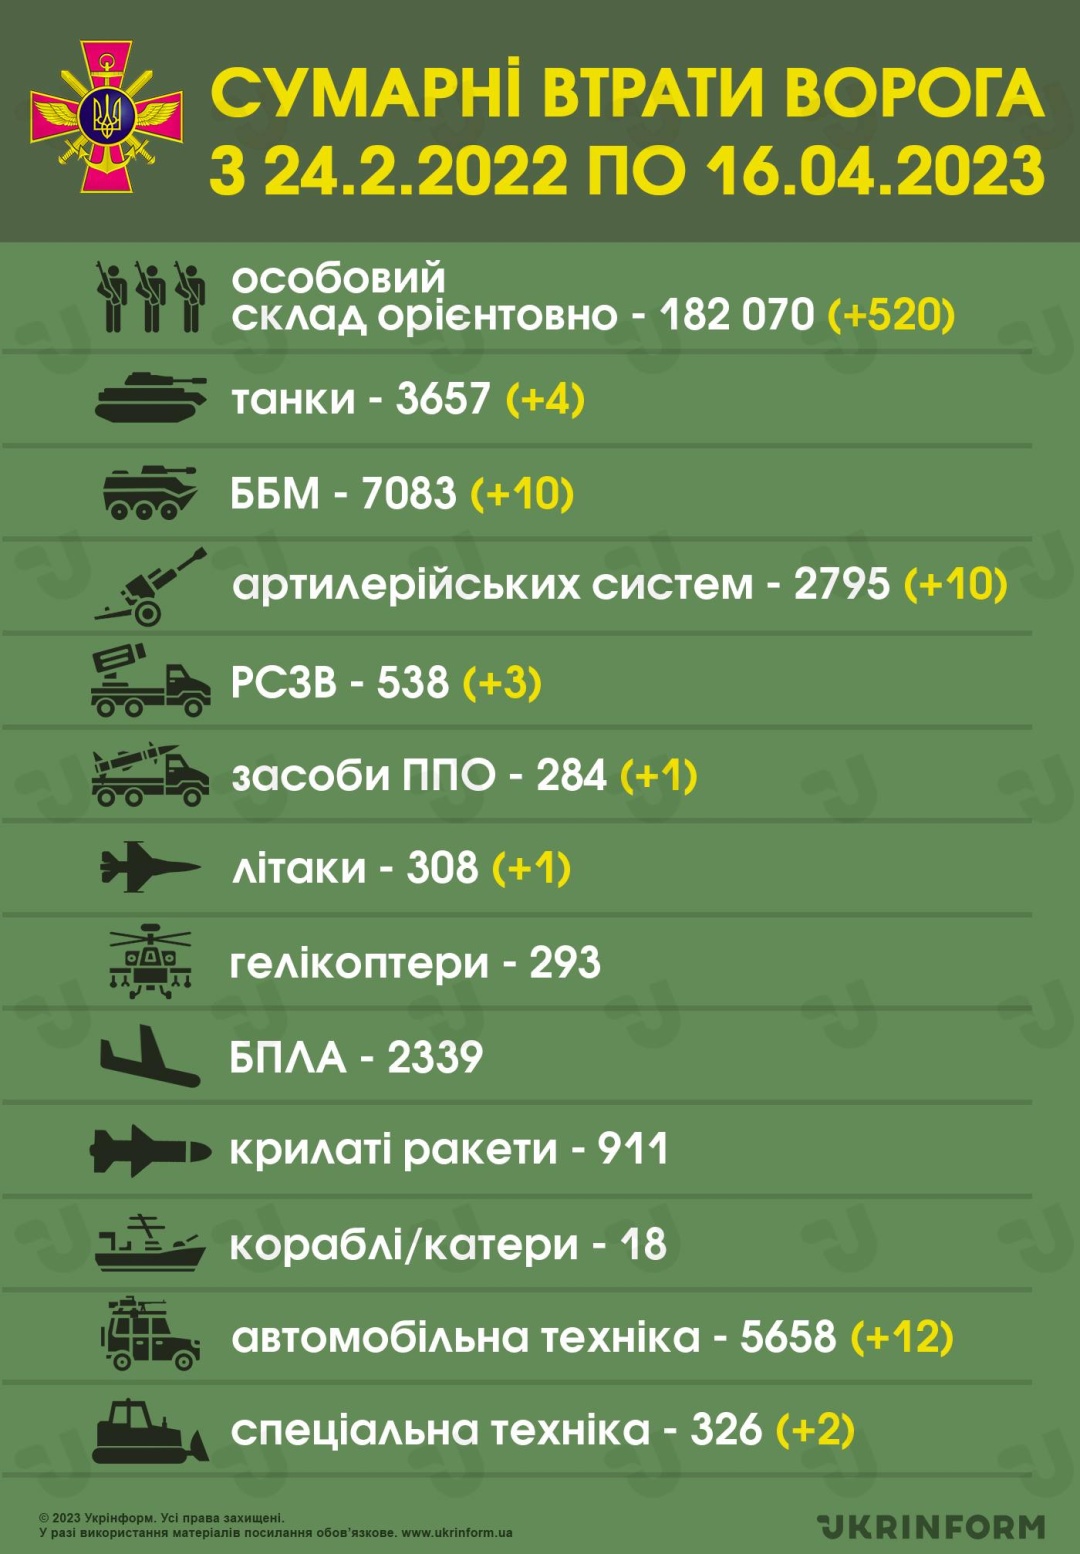 СУМАРНІ ВТРАТИ ВОРОГА
З 24.2.2022 ПО 16.04.2023
особовий
склад орієнтовно - 182 070 (+520)
танки - 3657 (+4)
ББМ - 7083 (+10)
артилерійських систем - 2795 (+10)
РСЗВ - 538 (+3)
засоби ППО - 284 (+1)
літаки - 308 (+1)
гелікоптери - 293
БПЛА - 2339
крилаті ракети - 911
кораблі/катери - 18
автомобільна техніка - 5658 (+12)
спеціальна техніка - 326 (+2)
© 2023 Укрінформ. Усі права захищені.
У разі використання матеріалів посилання обов’язкове. www.ukrinform.ua
UKRINFORM